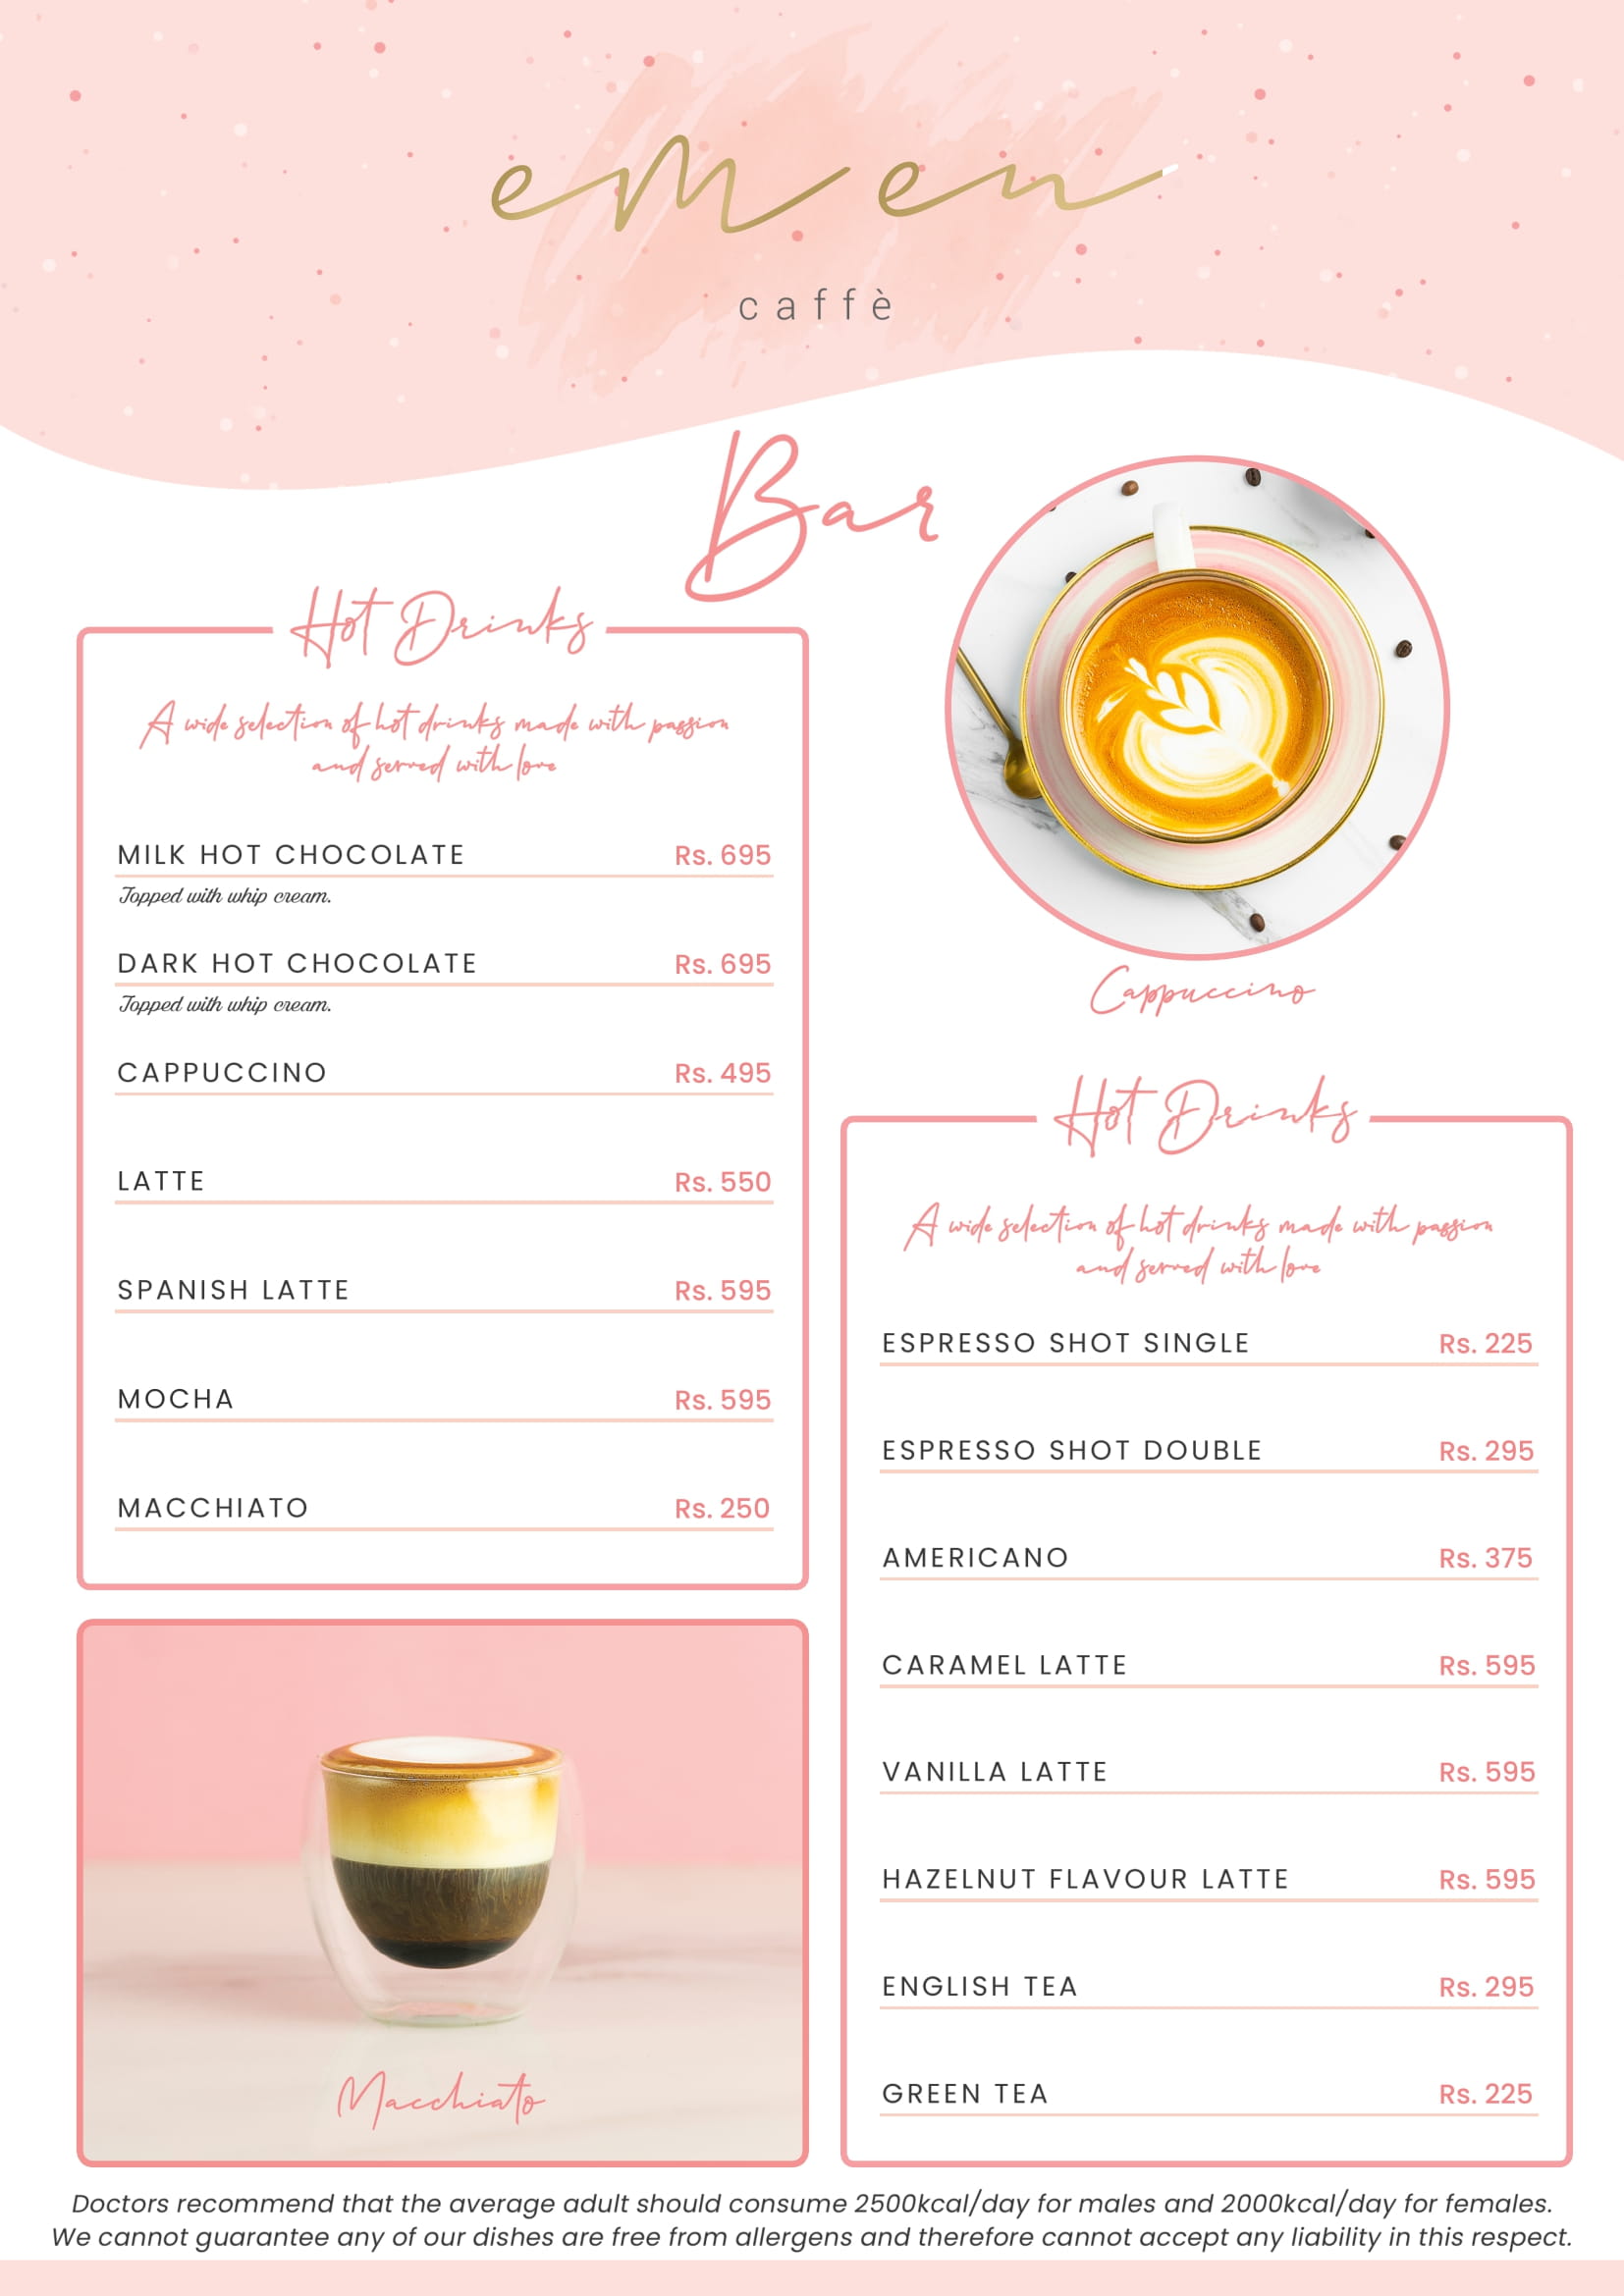 em en
caffè
Bar
Hot Drinks
A wide selection of hot drinks made with passion
and served with love
MILK HOT CHOCOLATE Rs. 695
Topped with whip cream.
DARK HOT CHOCOLATE Rs. 695
Topped with whip cream.
CAPPUCCINO Rs. 495
LATTE Rs. 550
SPANISH LATTE Rs. 595
MOCHA Rs. 595
MACCHIATO Rs. 250
Macchiato
Cappuccino
Hot Drinks
A wide selection of hot drinks made with passion
and served with love
ESPRESSO SHOT SINGLE Rs. 225
ESPRESSO SHOT DOUBLE Rs. 295
AMERICANO Rs. 375
CARAMEL LATTE Rs. 595
VANILLA LATTE Rs. 595
HAZELNUT FLAVOUR LATTE Rs. 595
ENGLISH TEA Rs. 295
GREEN TEA Rs. 225
Doctors recommend that the average adult should consume 2500kcal/day for males and 2000kcal/day for females.
We cannot guarantee any of our dishes are free from allergens and therefore cannot accept any liability in this respect.